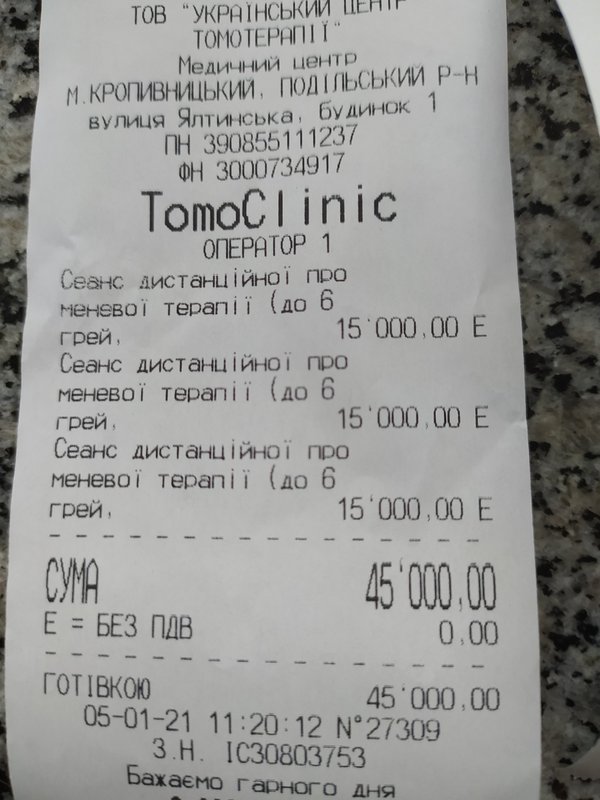 ТОВ "УКРАЇНСЬКИЙ ЦЕНТР
ТОМОТЕРАПІЇ"
Медичний центр
М.КРОПИВНИЦЬКИЙ, ПОДІЛЬСЬКИЙ Р-Н
вулиця Ялтинська, будинок 1
ПН 390855111237
ФН 3000734917
TomoClinic
ОПЕРАТОР 1
Сеанс дистанційної про
меневої терапії (до 6
грей, 15'000,00 Е
Сеанс дистанційної про
меневої терапії (до 6
грей, 15'000,00 Е
Сеанс дистанційної про
меневої терапії (до 6
грей, 15'000,00 Е
СУМА 45'000,00
Е = БЕЗ ПДВ 0,00
ГОТІВКОЮ 45'000,00
05-01-21 11:20:12 N°27309
З.Н. ІС30803753
Бажаємо гарного дня